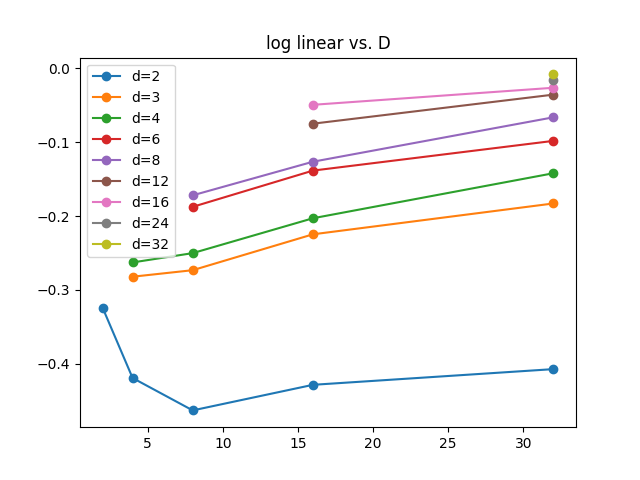 log linear vs. D
0.0
−0.1
−0.2
−0.3
−0.4
d=2
d=3
d=4
d=6
d=8
d=12
d=16
d=24
d=32
5
10
15
20
25
30